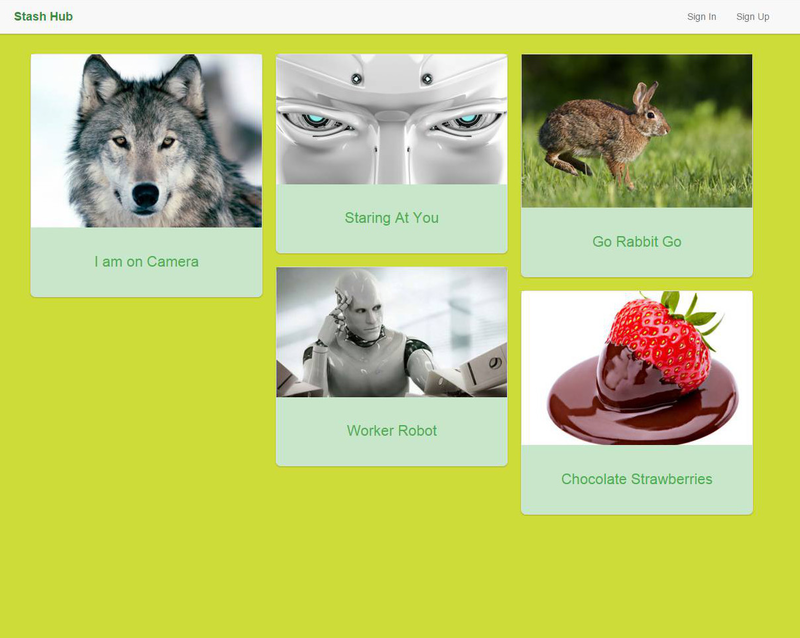 Stash Hub
Sign In
Sign Up
I am on Camera
Staring At You
Go Rabbit Go
Worker Robot
Chocolate Strawberries